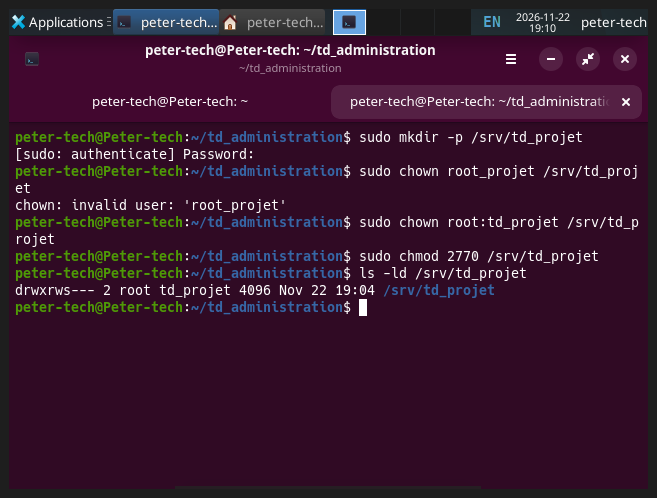 Applications
peter-tech...
peter-tech...
EN
2026-11-22
19:10
peter-tech
peter-tech@Peter-tech: ~/td_administration
~/td_administration
peter-tech@Peter-tech: ~
peter-tech@Peter-tech: ~/td_administratio
peter-tech@Peter-tech:~/td_administration$ sudo mkdir -p /srv/td_projet
[sudo: authenticate] Password:
peter-tech@Peter-tech:~/td_administration$ sudo chown root_projet /srv/td_proj
et
chown: invalid user: 'root_projet'
peter-tech@Peter-tech:~/td_administration$ sudo chown root:td_projet /srv/td_p
rojet
peter-tech@Peter-tech:~/td_administration$ sudo chmod 2770 /srv/td_projet
peter-tech@Peter-tech:~/td_administration$ ls -ld /srv/td_projet
drwxrws--- 2 root td_projet 4096 Nov 22 19:04 /srv/td_projet
peter-tech@Peter-tech:~/td_administration$